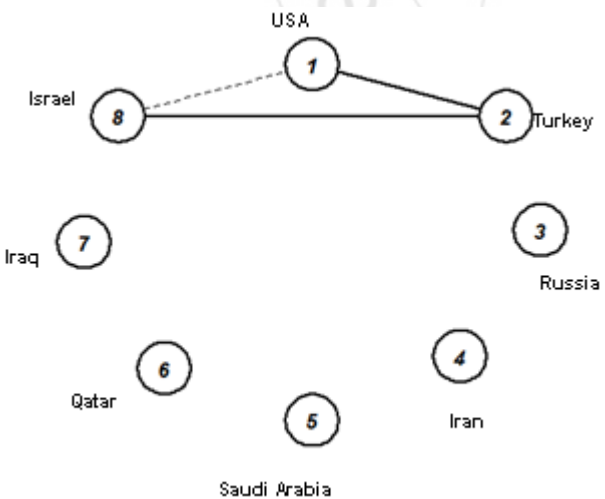 USA
1
Israel
8
2
Turkey
3
7
Iraq
Russia
4
6
Qatar
5
Iran
Saudi Arabia